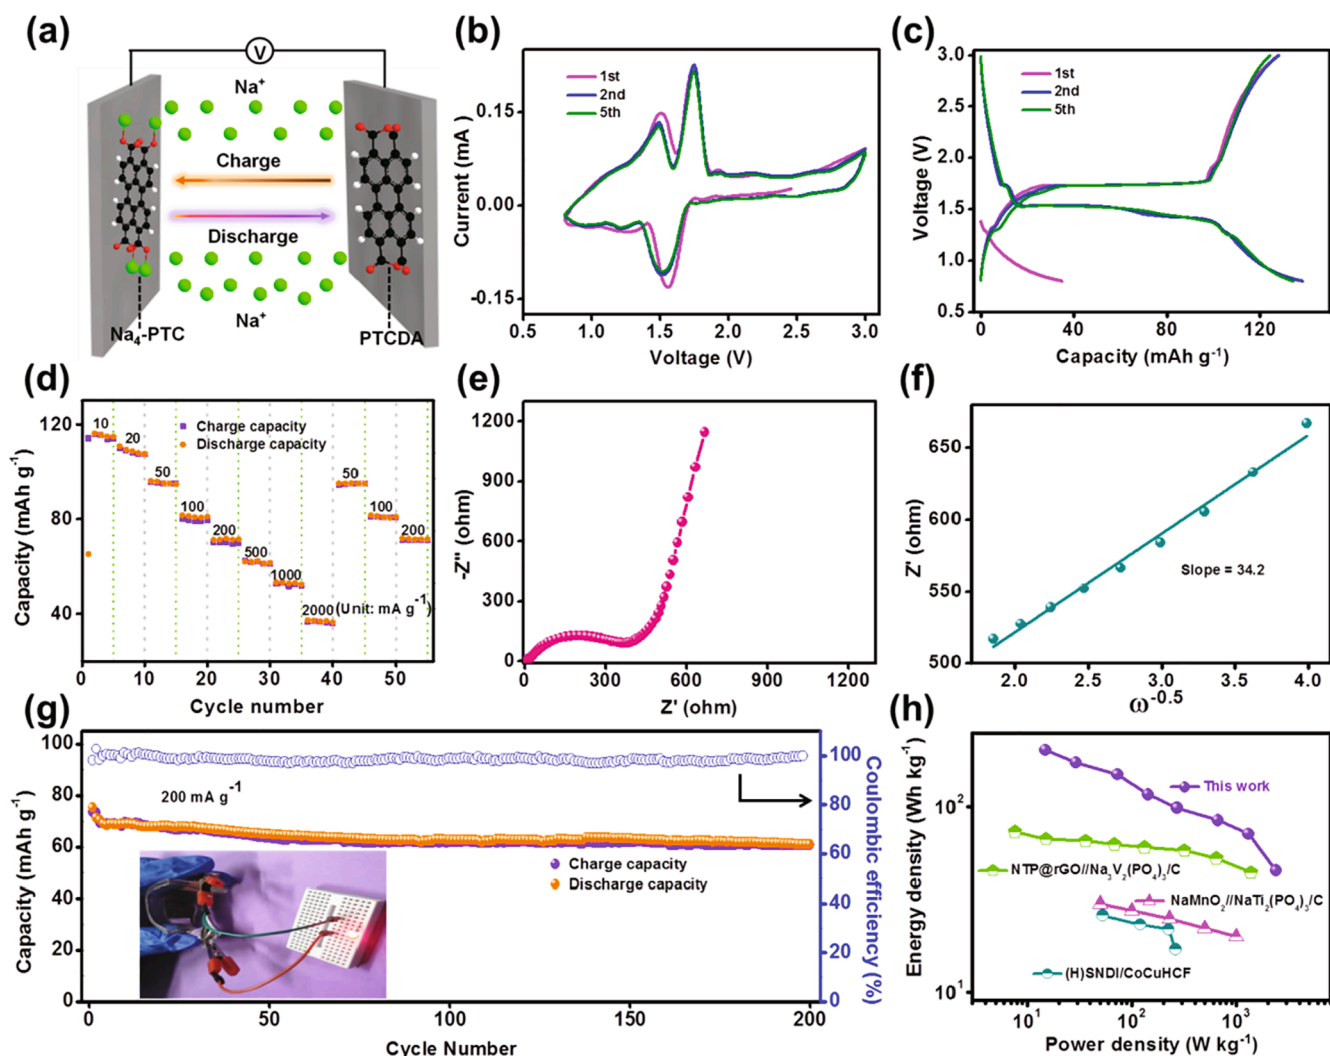 (a)
V
Na⁺
Charge
Discharge
Na⁺
Na₄-PTC
PTCDA
(b)
1st
2nd
5th
0.15
0.00
-0.15
Current (mA)
0.5 1.0 1.5 2.0 2.5 3.0
Voltage (V)
(c)
1st
2nd
5th
3.0
2.5
2.0
1.5
1.0
0.5
Voltage (V)
0 40 80 120
Capacity (mAh g⁻¹)
(d)
Charge capacity
Discharge capacity
10
20
50
100
200
500
1000
2000 (Unit: mA g⁻¹)
50
100
200
120
80
40
Capacity (mAh g⁻¹)
0 10 20 30 40 50
Cycle number
(e)
1200
900
600
300
0
-Z" (ohm)
0 300 600 900 1200
Z' (ohm)
(f)
650
600
550
500
Z' (ohm)
Slope = 34.2
2.0 2.5 3.0 3.5 4.0
ω⁻⁰·⁵
(g)
100
80
60
40
20
0
Capacity (mAh g⁻¹)
200 mA g⁻¹
Charge capacity
Discharge capacity
100
80
60
40
20
0
Coulombic efficiency (%)
0 50 100 150 200
Cycle Number
(h)
Energy density (Wh kg⁻¹)
10²
10¹
This work
NTP@rGO//Na₃V₂(PO₄)₃/C
NaMnO₂//NaTi₂(PO₄)₃/C
(H)SNDI/CoCuHCF
10¹ 10² 10³
Power density (W kg⁻¹)